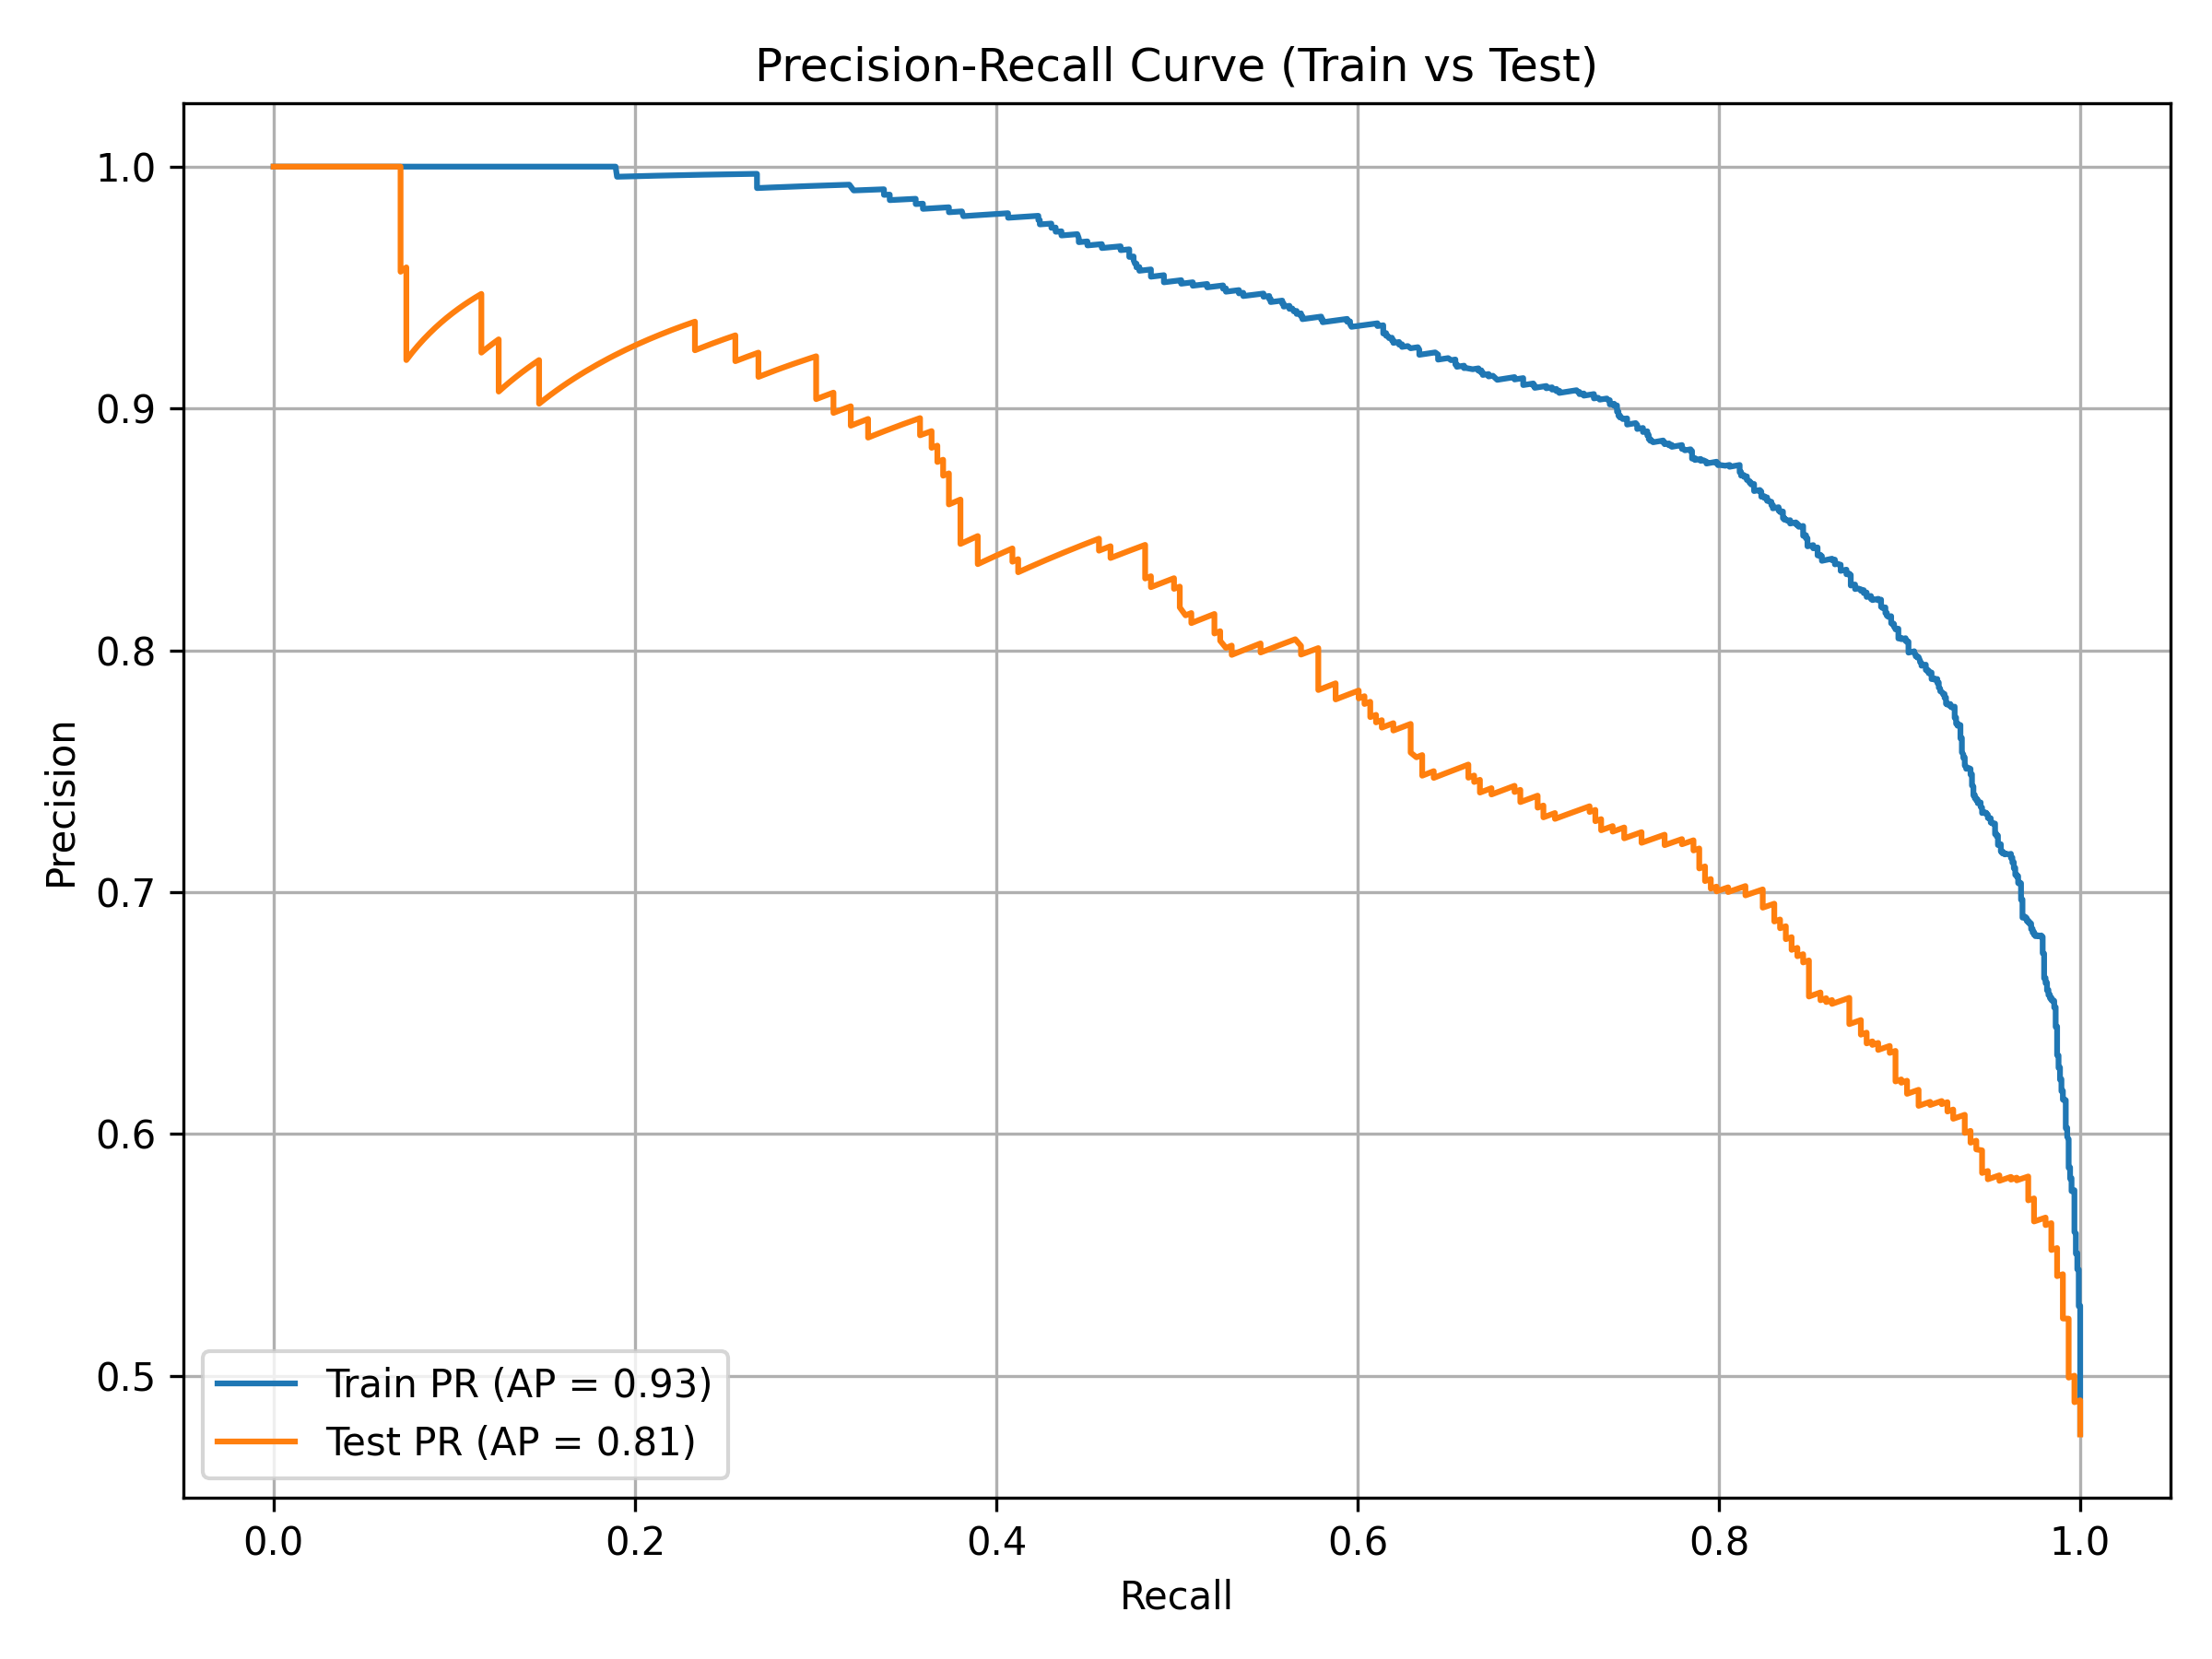 Precision-Recall Curve (Train vs Test)
Precision
1.0
0.9
0.8
0.7
0.6
0.5
Train PR (AP = 0.93)
Test PR (AP = 0.81)
0.0 0.2 0.4 0.6 0.8 1.0
Recall